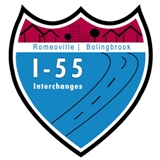 Romeoville | Bolingbrook
I-55
Interchanges